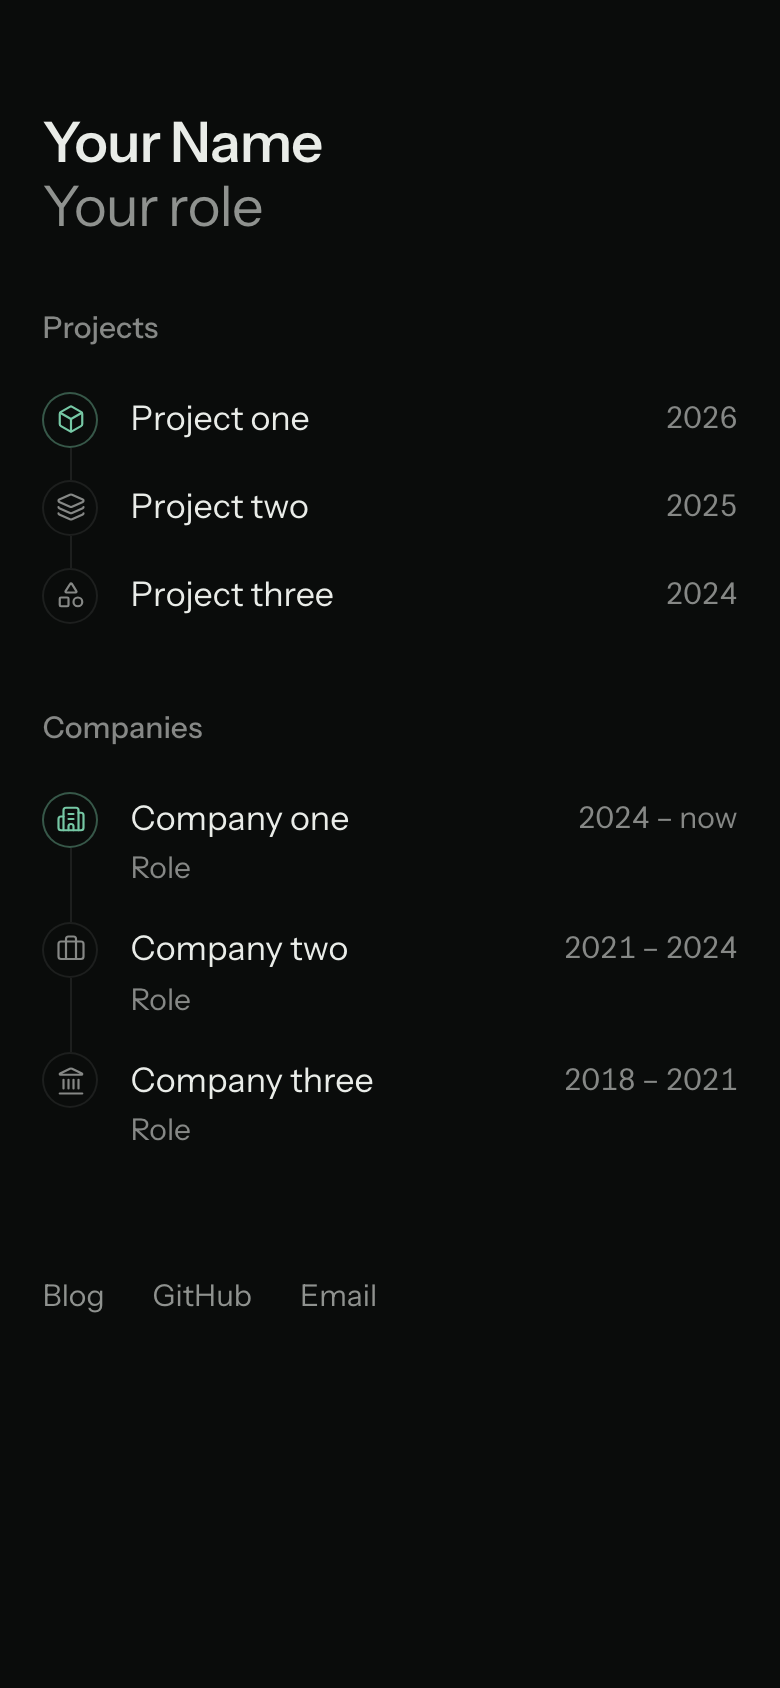 Your Name
Your role
Projects
Project one 2026
Project two 2025
Project three 2024
Companies
Company one 2024 – now
Role
Company two 2021 – 2024
Role
Company three 2018 – 2021
Role
Blog GitHub Email